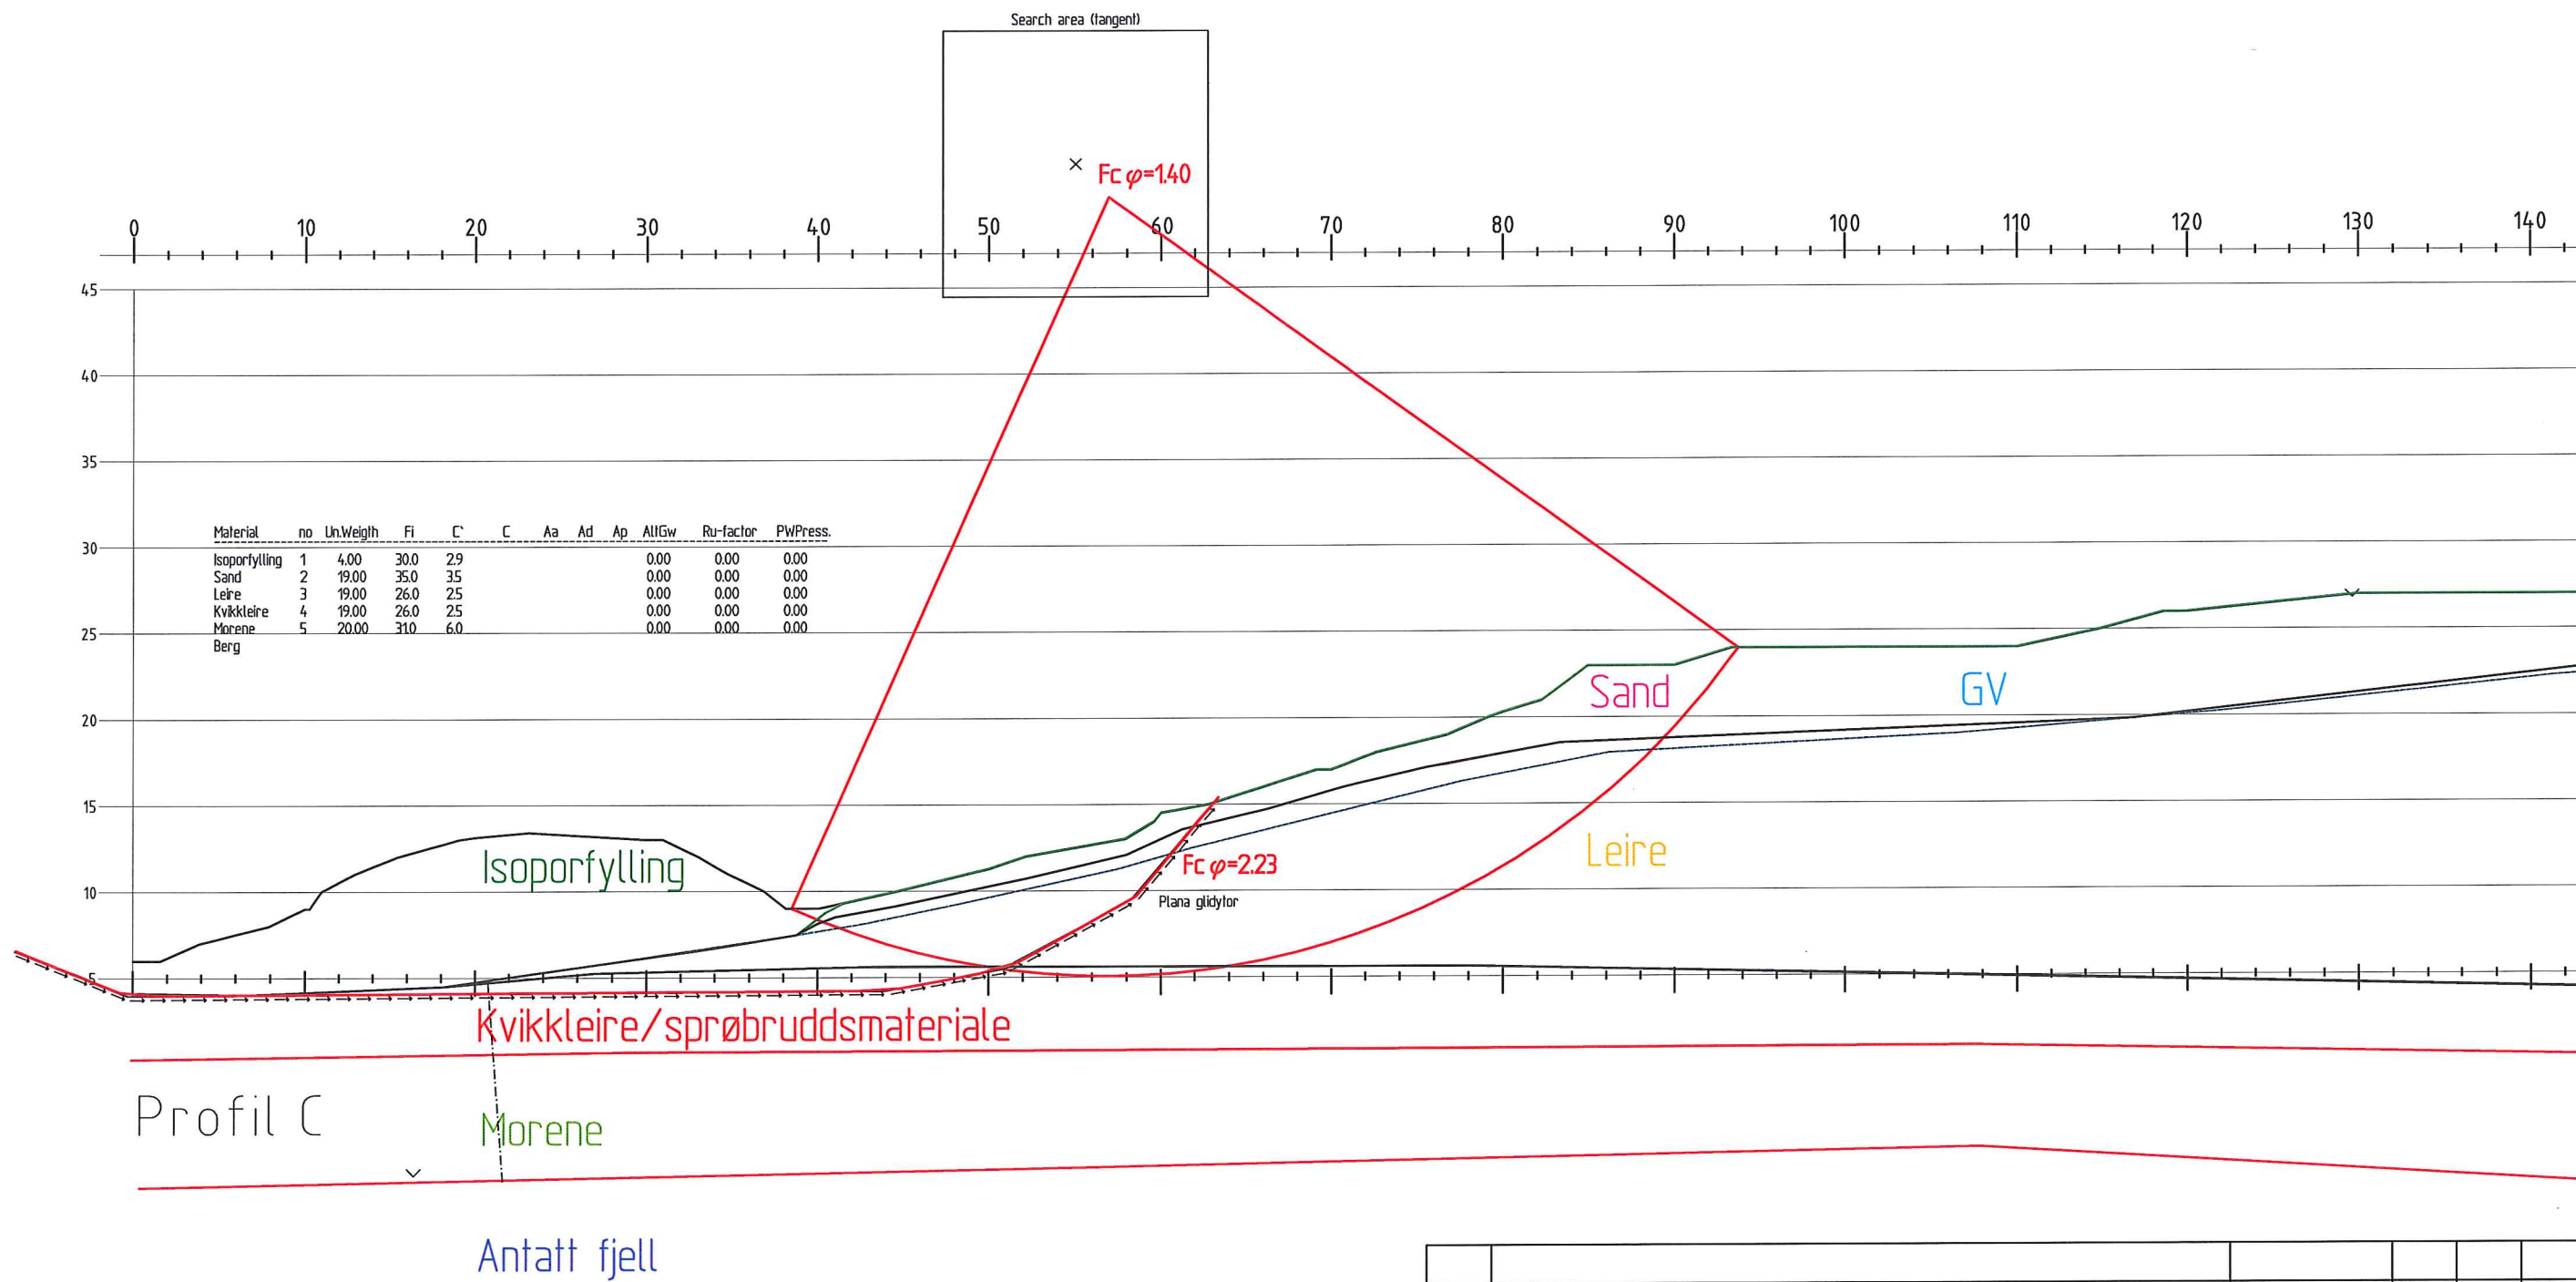 Search area (tangent)
Fc φ=1.40
0 10 20 30 40 50 60 70 80 90 100 110 120 130 140
45
40
35
30
Material no Un.Weigth Fi C` C Aa Ad Ap AltGw Ru-factor PWPress.
Isoporfylling 1 4.00 30.0 2.9 0.00 0.00 0.00
Sand 2 19.00 35.0 3.5 0.00 0.00 0.00
Leire 3 19.00 26.0 2.5 0.00 0.00 0.00
Kvikkleire 4 19.00 26.0 2.5 0.00 0.00 0.00
Morene 5 20.00 31.0 6.0 0.00 0.00 0.00
Berg
25
Sand
GV
20
15
Isoporfylling
Leire
Fc φ=2.23
10
Plana glidytor
5
Kvikkleire/sprøbruddsmateriale
Profil C
Morene
Antatt fjell